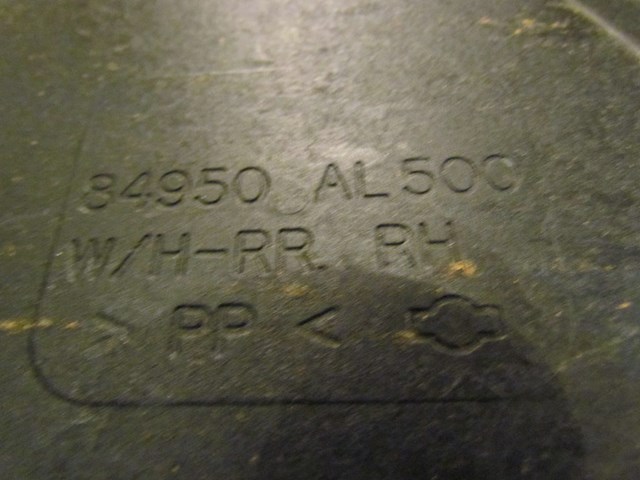 84950 AL500
W/H-RR RH
> PP <